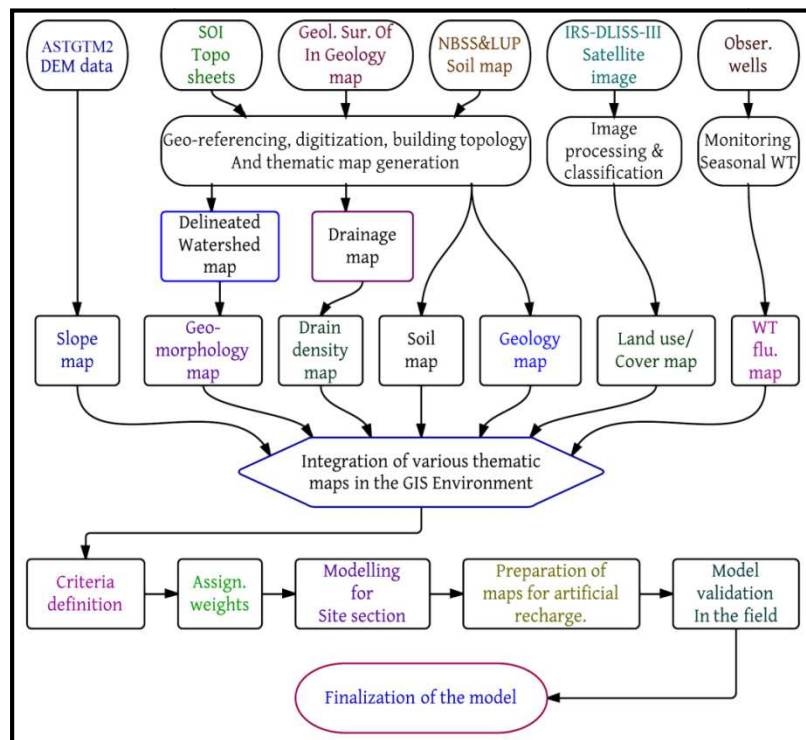 ASTGTM2
DEM data
SOI
Topo
sheets
Geol. Sur. Of
In Geology
map
NBSS&LUP
Soil map
IRS-DLISS-III
Satellite
image
Obser.
wells
Geo-referencing, digitization, building topology
And thematic map generation
Image
processing &
classification
Monitoring
Seasonal WT
Delineated
Watershed
map
Drainage
map
Slope
map
Geo-
morphology
map
Drain
density
map
Soil
map
Geology
map
Land use/
Cover map
WT
flu.
map
Integration of various thematic
maps in the GIS Environment
Criteria
definition
Assign.
weights
Modelling
for
Site section
Preparation of
maps for artificial
recharge.
Model
validation
In the field
Finalization of the model